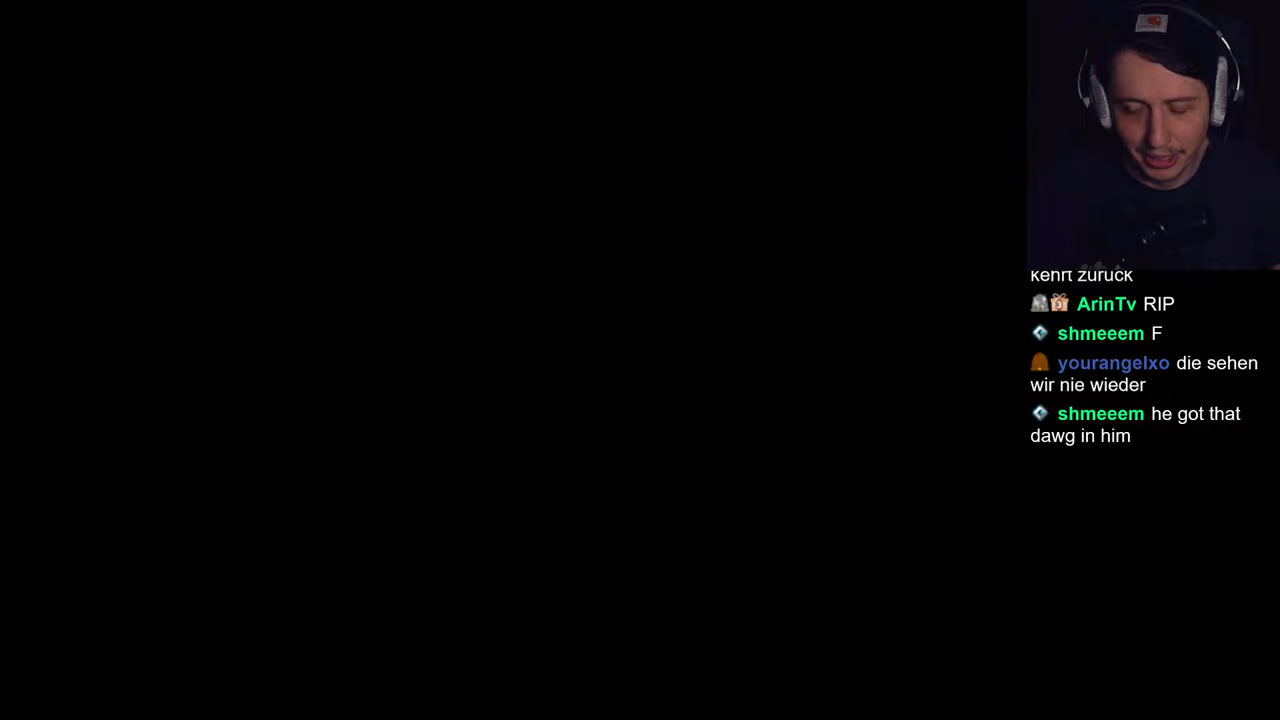 kehrt zurück
ArinTv RIP
shmeeem F
yourangelxo die sehen
wir nie wieder
shmeeem he got that
dawg in him